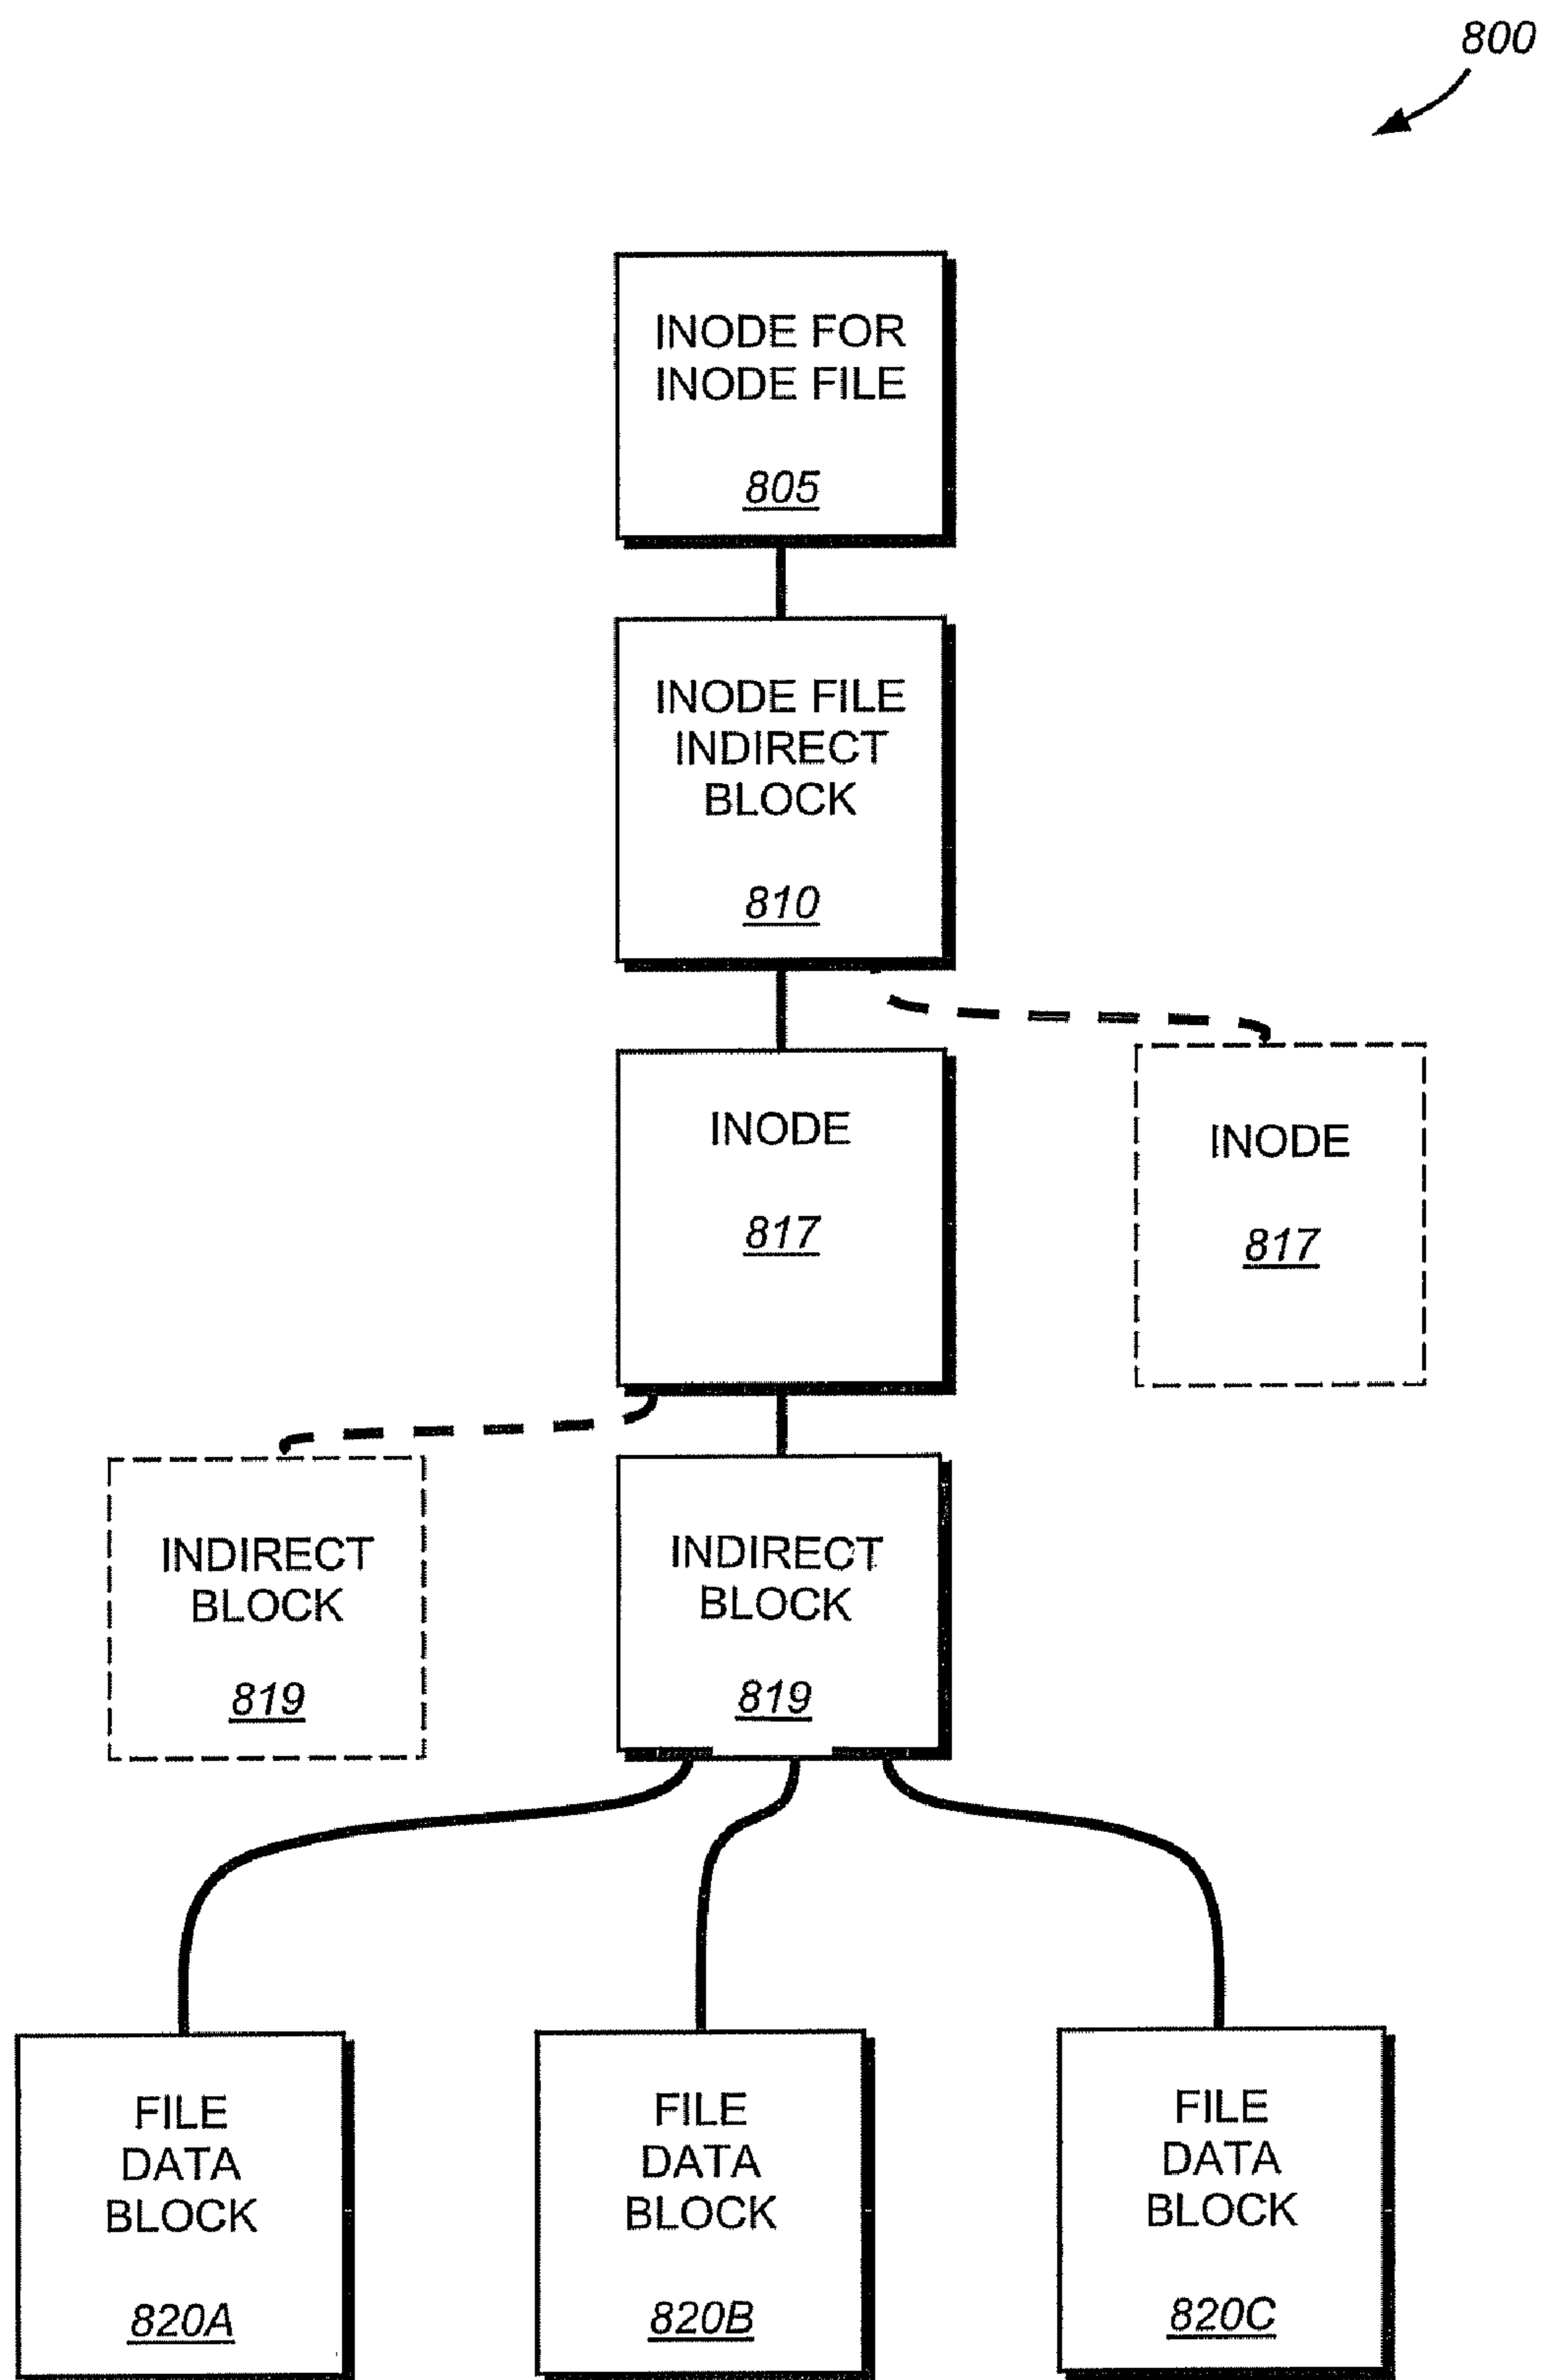 800
INODE FOR
INODE FILE
805
INODE FILE
INDIRECT
BLOCK
810
INODE
817
INODE
817
INDIRECT
BLOCK
819
INDIRECT
BLOCK
819
FILE
DATA
BLOCK
820A
FILE
DATA
BLOCK
820B
FILE
DATA
BLOCK
820C